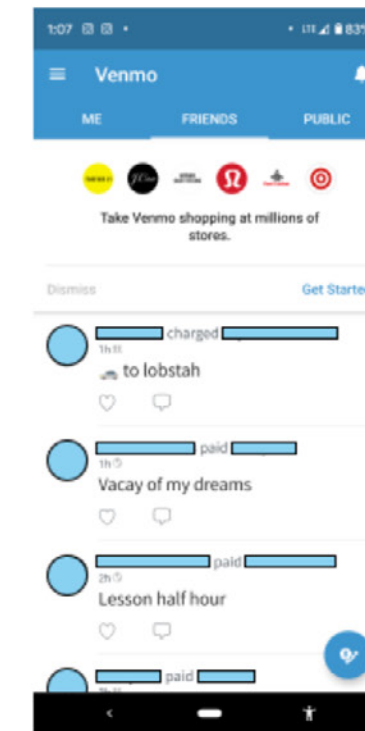 1:07 LTE 83%
Venmo
ME FRIENDS PUBLIC
Take Venmo shopping at millions of
stores.
Dismiss Get Starte
charged
1h
🚗 to lobstah
paid
1h
Vacay of my dreams
paid
2h
Lesson half hour
paid